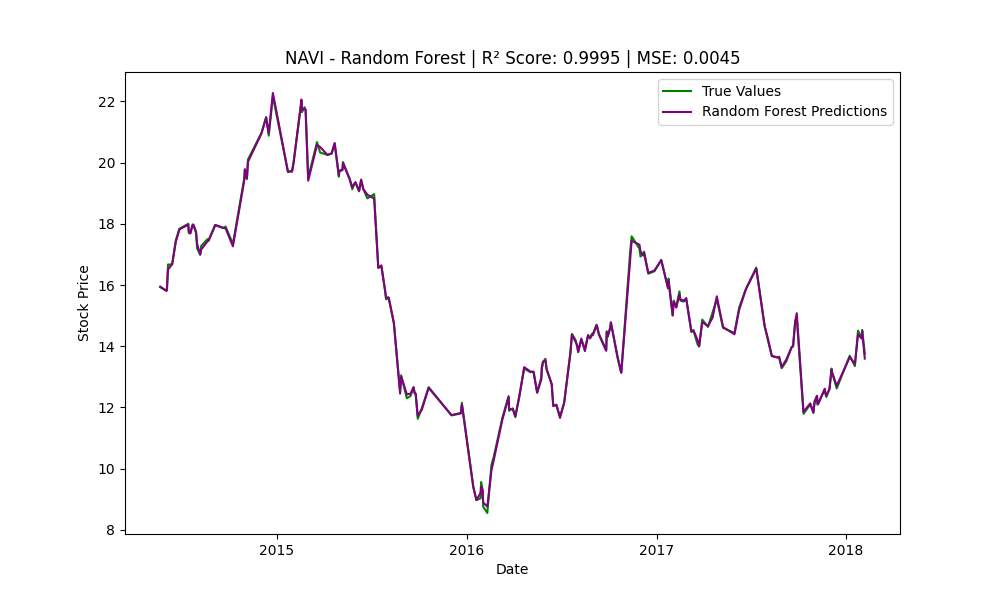 NAVI - Random Forest | R² Score: 0.9995 | MSE: 0.0045
True Values
Random Forest Predictions
Stock Price
22
20
18
16
14
12
10
8
2015 2016 2017 2018
Date